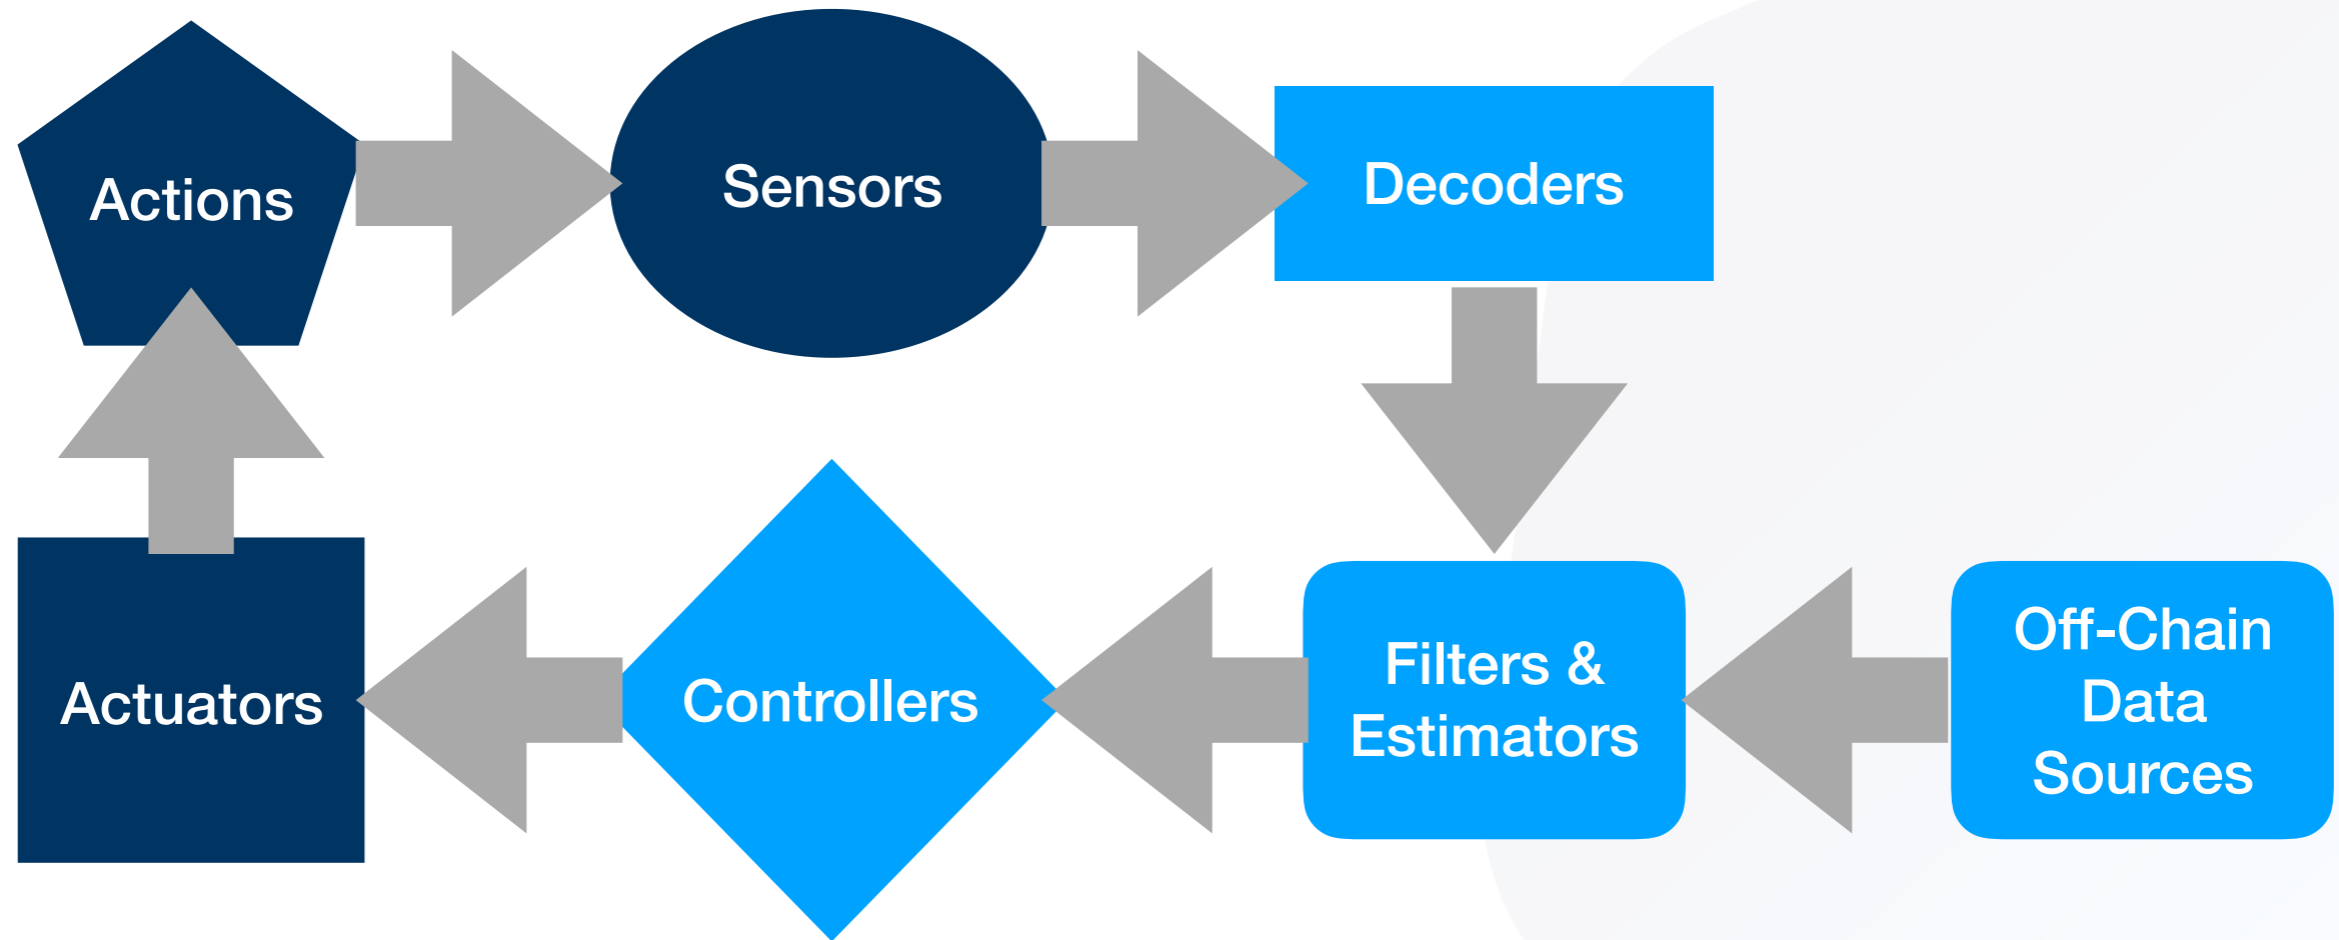 Actions
Sensors
Decoders
Actuators
Controllers
Filters &
Estimators
Off-Chain
Data
Sources